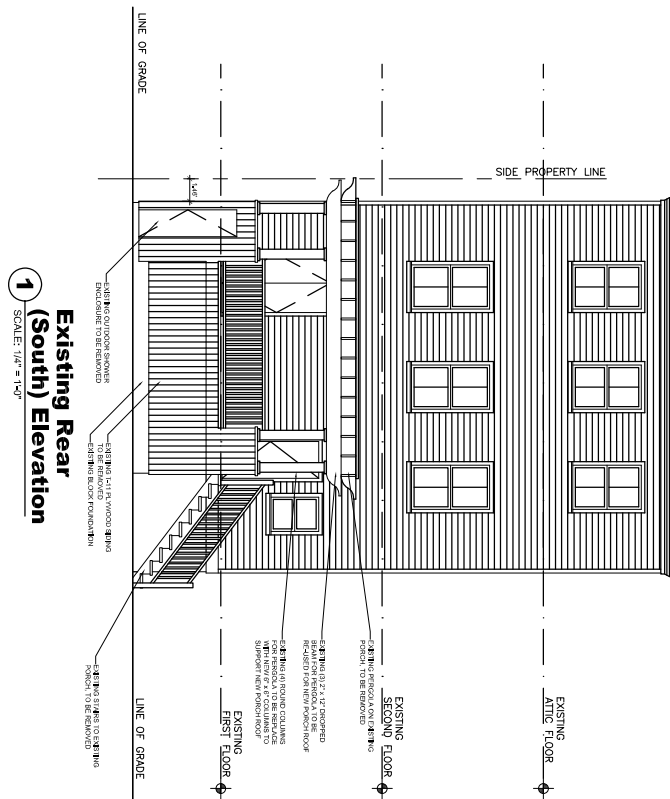 LINE OF GRADE
SIDE PROPERTY LINE
EXISTING OUTDOOR SHOWER
ENCLOSURE TO BE REMOVED
EXISTING T-11 PLYWOOD SIDING
TO BE REMOVED
EXISTING BLOCK FOUNDATION
EXISTING STAIRS TO EXISTING
PORCH, TO BE REMOVED
EXISTING (4) ROUND COLUMNS
FOR PERGOLA TO BE REPLACE
WITH NEW 6" x 6" COLUMNS TO
SUPPORT NEW PORCH ROOF
EXISTING (3) 2" x 12" DROPPED
BEAM FOR PERGOLA TO BE
RE-USED FOR NEW PORCH ROOF
EXISTING PERGOLA ON EXISTING
PORCH, TO BE REMOVED
EXISTING
ATTIC FLOOR
EXISTING
SECOND FLOOR
EXISTING
FIRST FLOOR
LINE OF GRADE
1
Existing Rear
(South) Elevation
SCALE: 1/4" = 1'-0"